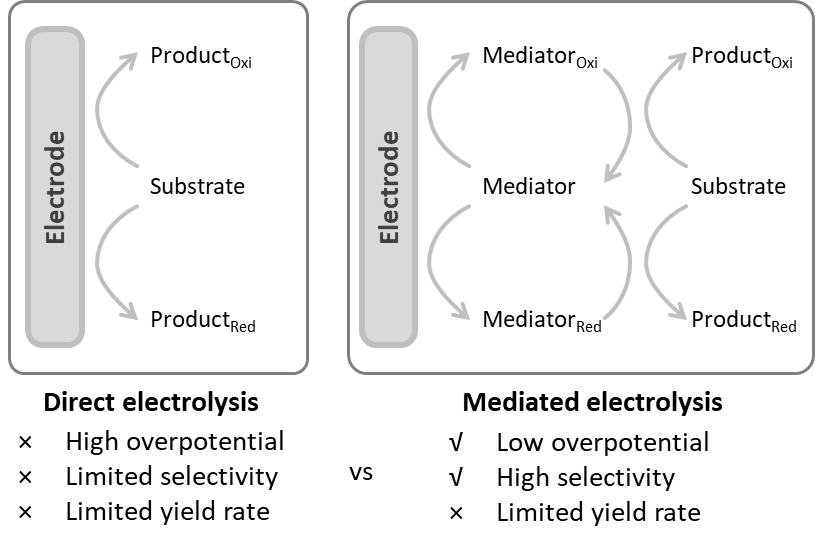 Electrode
Product_Oxi
Substrate
Product_Red
Electrode
Mediator_Oxi
Product_Oxi
Mediator
Substrate
Mediator_Red
Product_Red
Direct electrolysis
× High overpotential
× Limited selectivity
× Limited yield rate
vs
Mediated electrolysis
√ Low overpotential
√ High selectivity
× Limited yield rate